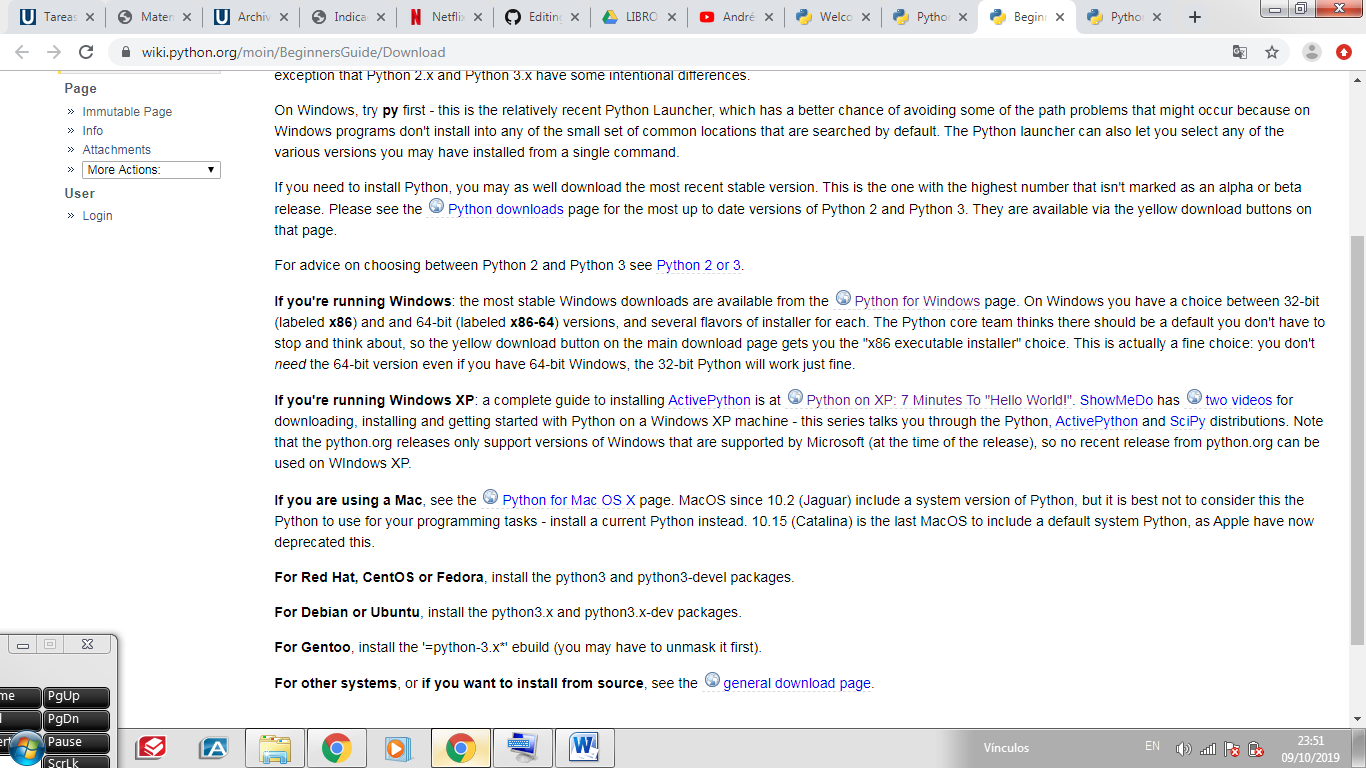 Tareas
Mater
Archiv
Indica
Netflix
Editing
LIBRO
André
Welco
Python
Beginn
Python
wiki.python.org/moin/BeginnersGuide/Download
exception that Python 2.x and Python 3.x have some intentional differences.
Page
Immutable Page
Info
Attachments
More Actions:
User
Login
On Windows, try py first - this is the relatively recent Python Launcher, which has a better chance of avoiding some of the path problems that might occur because on
Windows programs don't install into any of the small set of common locations that are searched by default. The Python launcher can also let you select any of the
various versions you may have installed from a single command.
If you need to install Python, you may as well download the most recent stable version. This is the one with the highest number that isn't marked as an alpha or beta
release. Please see the Python downloads page for the most up to date versions of Python 2 and Python 3. They are available via the yellow download buttons on
that page.
For advice on choosing between Python 2 and Python 3 see Python 2 or 3.
If you're running Windows: the most stable Windows downloads are available from the Python for Windows page. On Windows you have a choice between 32-bit
(labeled x86) and and 64-bit (labeled x86-64) versions, and several flavors of installer for each. The Python core team thinks there should be a default you don't have to
stop and think about, so the yellow download button on the main download page gets you the "x86 executable installer" choice. This is actually a fine choice: you don't
need the 64-bit version even if you have 64-bit Windows, the 32-bit Python will work just fine.
If you're running Windows XP: a complete guide to installing ActivePython is at Python on XP: 7 Minutes To "Hello World!". ShowMeDo has two videos for
downloading, installing and getting started with Python on a Windows XP machine - this series talks you through the Python, ActivePython and SciPy distributions. Note
that the python.org releases only support versions of Windows that are supported by Microsoft (at the time of the release), so no recent release from python.org can be
used on WIndows XP.
If you are using a Mac, see the Python for Mac OS X page. MacOS since 10.2 (Jaguar) include a system version of Python, but it is best not to consider this the
Python to use for your programming tasks - install a current Python instead. 10.15 (Catalina) is the last MacOS to include a default system Python, as Apple have now
deprecated this.
For Red Hat, CentOS or Fedora, install the python3 and python3-devel packages.
For Debian or Ubuntu, install the python3.x and python3.x-dev packages.
For Gentoo, install the '=python-3.x*' ebuild (you may have to unmask it first).
For other systems, or if you want to install from source, see the general download page.
me PgUp
PgDn
ert Pause
ScrLk
Vínculos
EN
23:51
09/10/2019